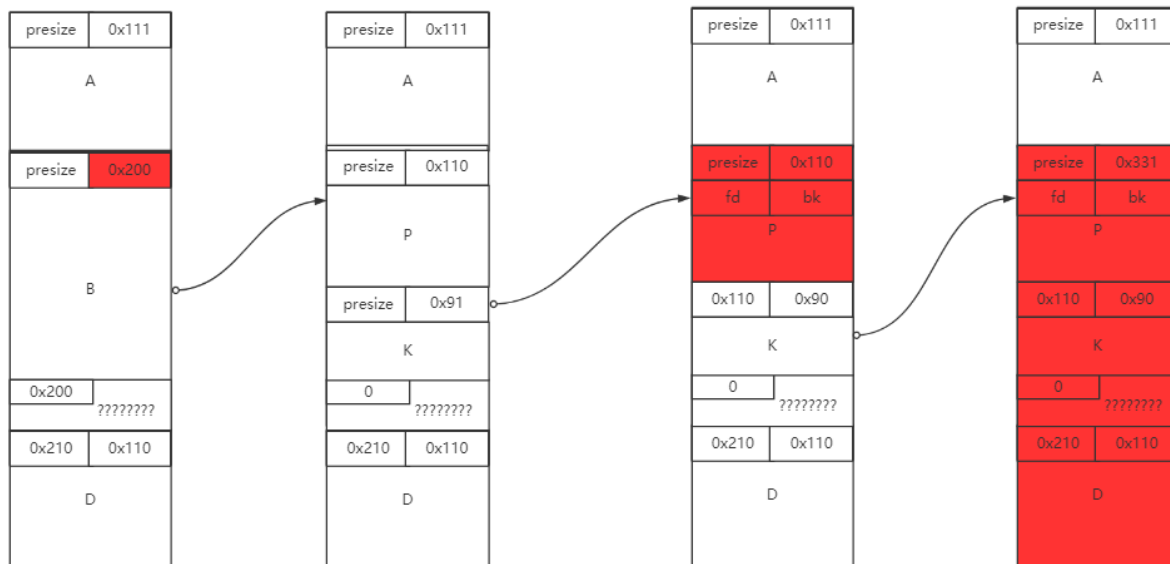 presize 0x111
A
presize 0x200
B
0x200
????????
0x210 0x110
D
presize 0x111
A
presize 0x110
P
presize 0x91
K
0
????????
0x210 0x110
D
presize 0x111
A
presize 0x110
fd bk
P
0x110 0x90
K
0
????????
0x210 0x110
D
presize 0x111
A
presize 0x331
fd bk
P
0x110 0x90
K
0
????????
0x210 0x110
D